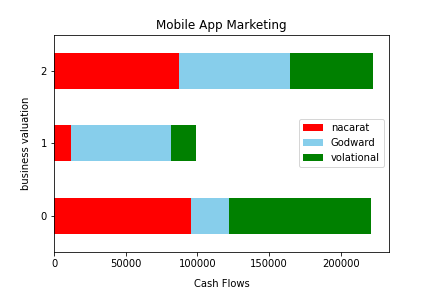 Mobile App Marketing
business valuation
2
1
0
nacarat
Godward
volational
0 50000 100000 150000 200000
Cash Flows